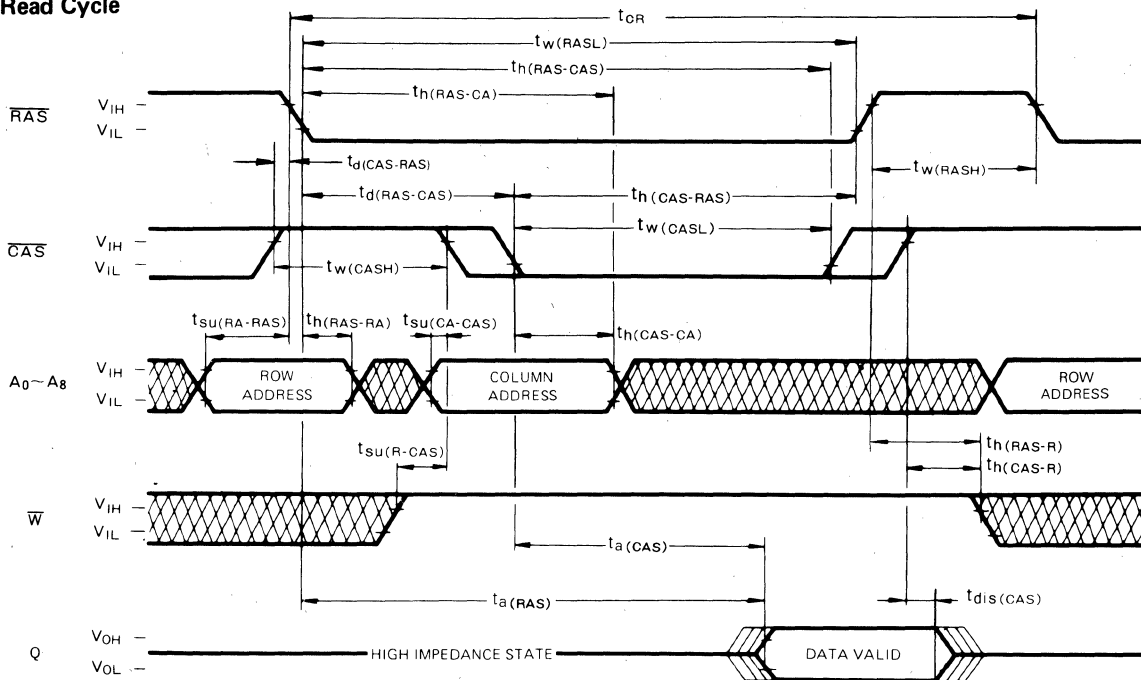 Read Cycle
tCR
tw(RASL)
th(RAS-CAS)
th(RAS-CA)
RAS VIH
VIL
td(CAS-RAS)
tw(RASH)
td(RAS-CAS) th(CAS-RAS)
CAS VIH
VIL
tw(CASL)
tw(CASH)
tsu(RA-RAS) th(RAS-RA) tsu(CA-CAS) th(CAS-CA)
A0~A8 VIH
VIL
ROW ADDRESS
COLUMN ADDRESS
ROW ADDRESS
tsu(R-CAS)
th(RAS-R)
th(CAS-R)
W VIH
VIL
ta(CAS)
ta(RAS)
tdis(CAS)
Q VOH
VOL
HIGH IMPEDANCE STATE
DATA VALID